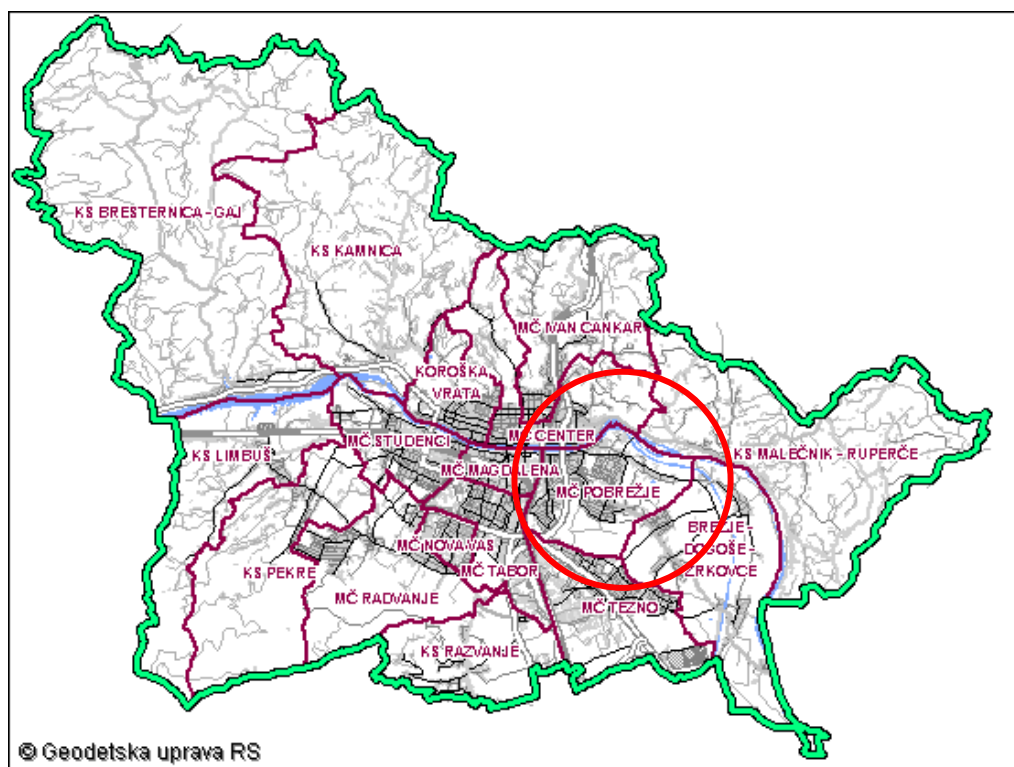 KS BRESTERNICA - GAJ
KS KAMNICA
MČ IVAN CANKAR
KOROŠKA
VRATA
MČ CENTER
MČ STUDENCI
KS LIMBUŠ
KS MALEČNIK - RUPERČE
MČ MAGDALENA
MČ POBREŽJE
BREZJE -
DOGOŠE -
ZRKOVCE
MČ NOVA VAS
KS PEKRE
MČ TABOR
MČ RADVANJE
MČ TEZNO
KS RAZVANJE
© Geodetska uprava RS